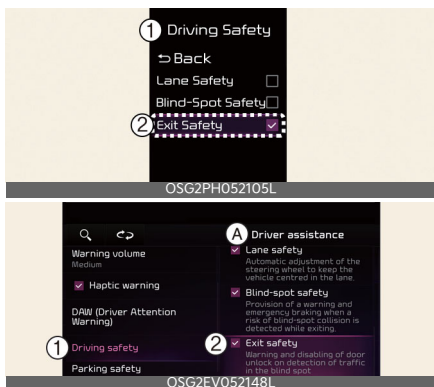 ① Driving Safety
⮌ Back
Lane Safety
Blind-Spot Safety
② Exit Safety
OSG2PH052105L
Ⓐ Driver assistance
Warning volume
Medium
Haptic warning
DAW (Driver Attention
Warning)
① Driving safety
Parking safety
Lane safety
Automatic adjustment of the
steering wheel to keep the
vehicle centred in the lane.
Blind-spot safety
Provision of a warning and
emergency braking when a
risk of blind-spot collision is
detected while exiting.
② Exit safety
Warning and disabling of door
unlock on detection of traffic
in the blind spot
OSG2EV052148L